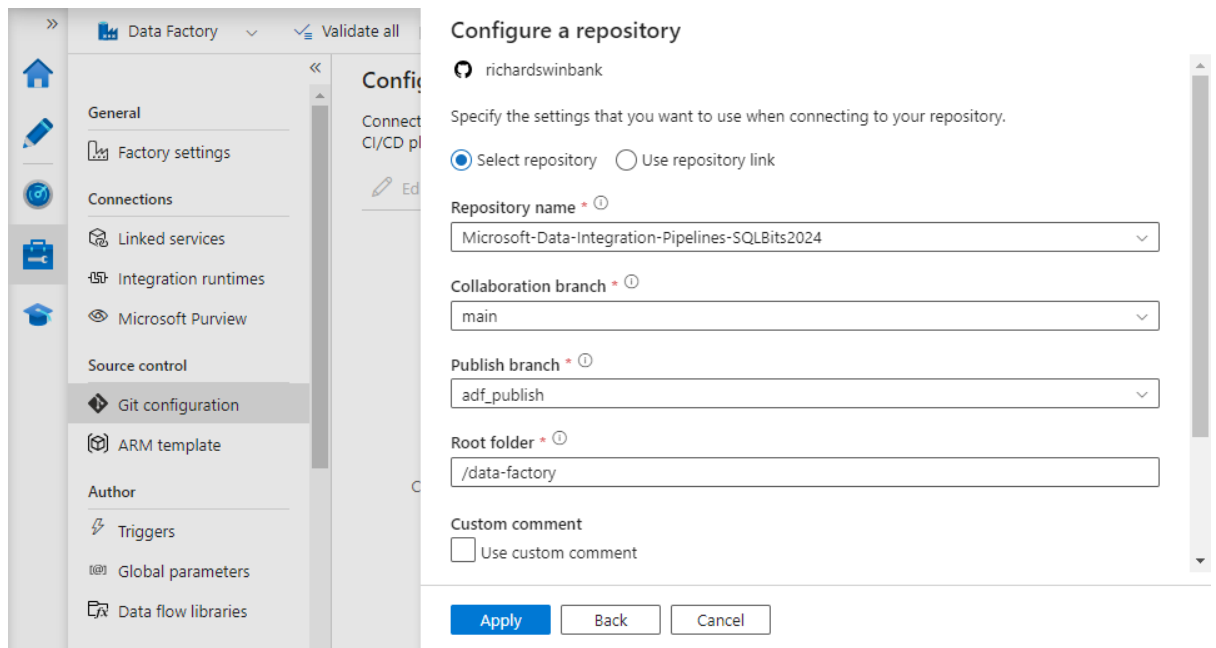 Data Factory
Validate all
General
Factory settings
Connections
Linked services
Integration runtimes
Microsoft Purview
Source control
Git configuration
ARM template
Author
Triggers
Global parameters
Data flow libraries
Connect
CI/CD
Configure a repository
richardswinbank
Specify the settings that you want to use when connecting to your repository.
Select repository
Use repository link
Repository name *
Microsoft-Data-Integration-Pipelines-SQLBits2024
Collaboration branch *
main
Publish branch *
adf_publish
Root folder *
/data-factory
Custom comment
Use custom comment
Apply
Back
Cancel